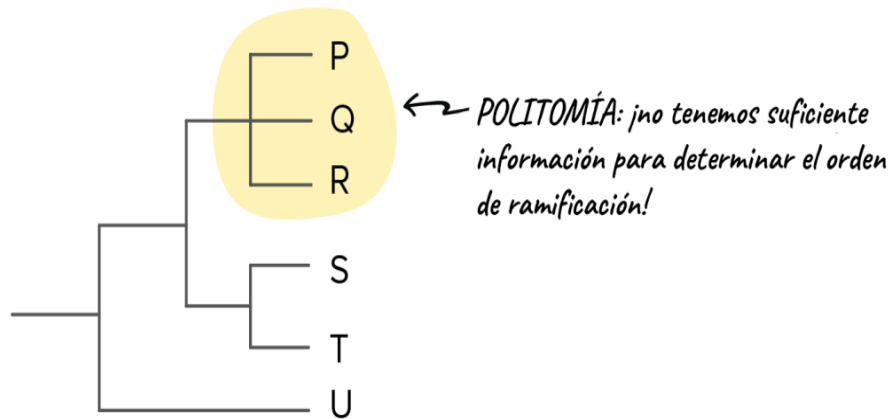 P
Q
R
S
T
U
POLITOMÍA: ¡no tenemos suficiente
información para determinar el orden
de ramificación!